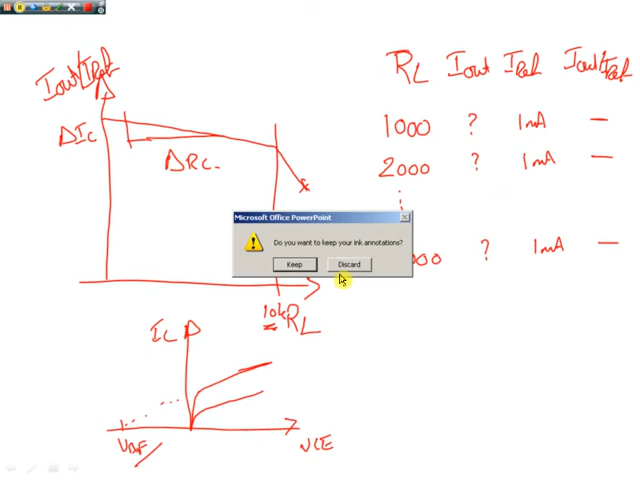 Iout/IRef
RL Iout IRef Iout/IRef
1000 ? 1mA —
ΔIC
2000 ? 1mA —
ΔRC
Microsoft Office PowerPoint
Do you want to keep your ink annotations?
Keep Discard
000 ? 1mA —
10k RL
IC
VCE